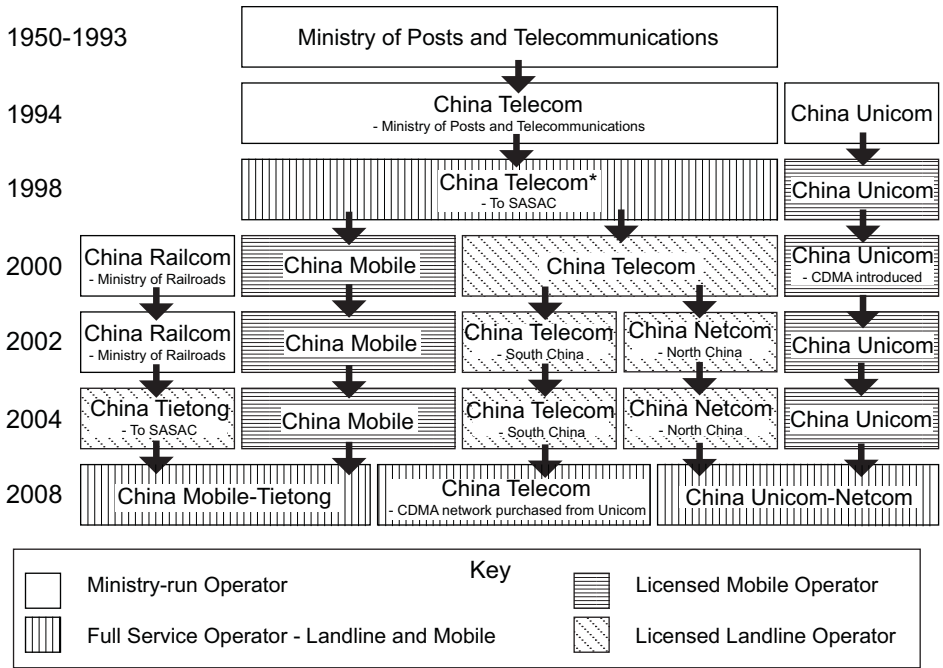 1950-1993
Ministry of Posts and Telecommunications
1994
China Telecom
- Ministry of Posts and Telecommunications
China Unicom
1998
China Telecom*
- To SASAC
China Unicom
2000
China Railcom
- Ministry of Railroads
China Mobile
China Telecom
China Unicom
- CDMA introduced
2002
China Railcom
- Ministry of Railroads
China Mobile
China Telecom
- South China
China Netcom
- North China
China Unicom
2004
China Tietong
- To SASAC
China Mobile
China Telecom
- South China
China Netcom
- North China
China Unicom
2008
China Mobile-Tietong
China Telecom
- CDMA network purchased from Unicom
China Unicom-Netcom
Key
Ministry-run Operator
Licensed Mobile Operator
Full Service Operator - Landline and Mobile
Licensed Landline Operator